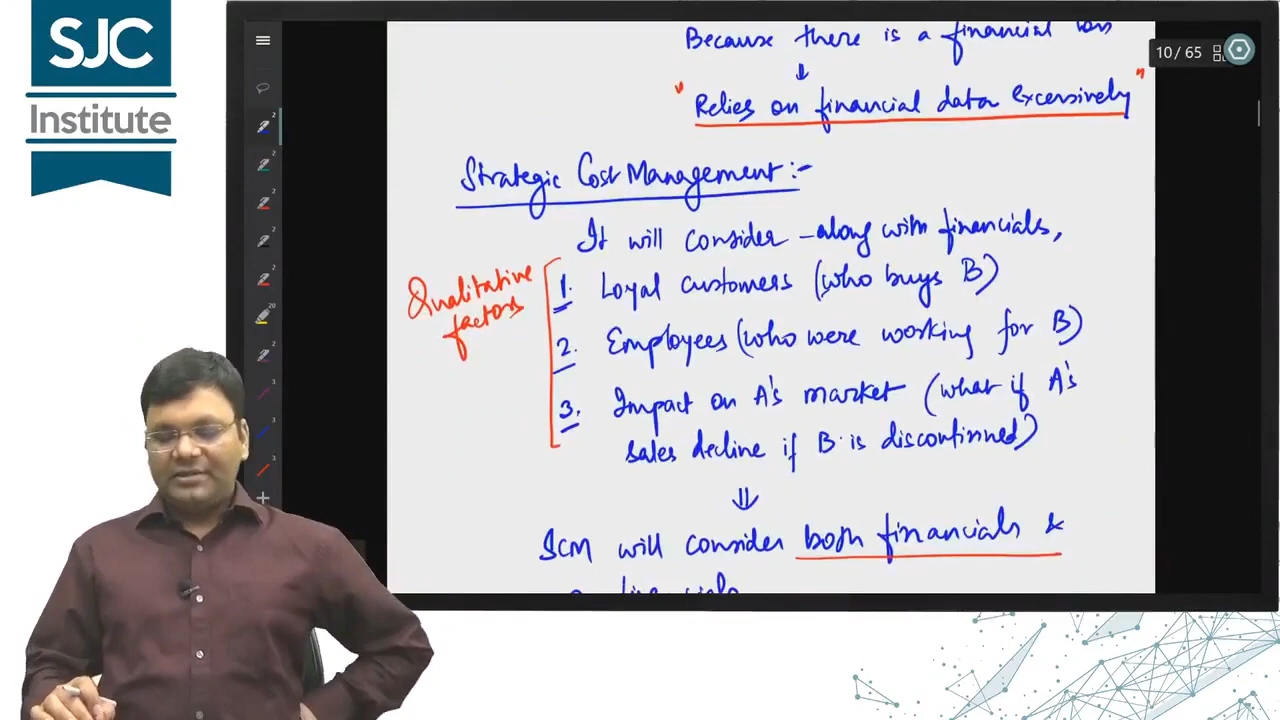 SJC
Institute
10 / 65
Because there is a financial loss
" Relies on financial data excessively "
Strategic Cost Management :-
It will consider - along with financials,
Qualitative factors
1. Loyal customers (who buys B)
2. Employees (who were working for B)
3. Impact on A's market (what if A's
sales decline if B is discontinued)
SCM will consider both financials &